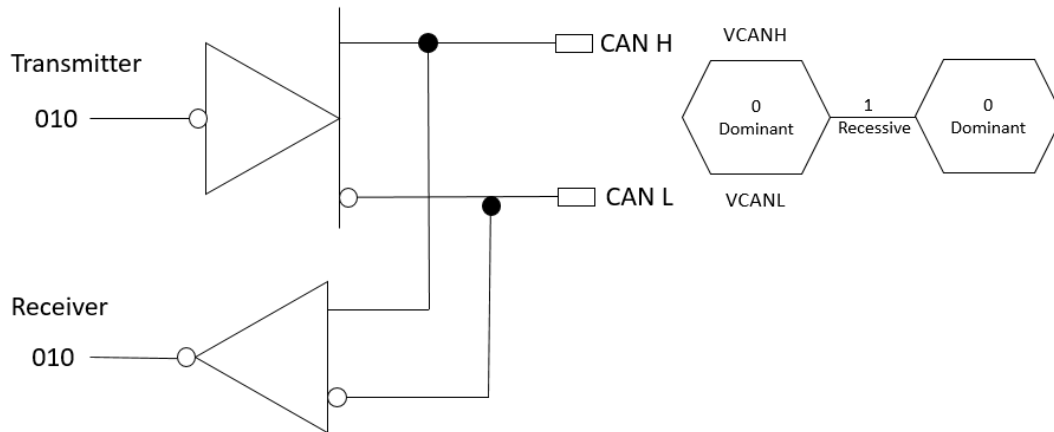 Transmitter
010
CAN H
CAN L
Receiver
010
VCANH
0
Dominant
1
Recessive
0
Dominant
VCANL